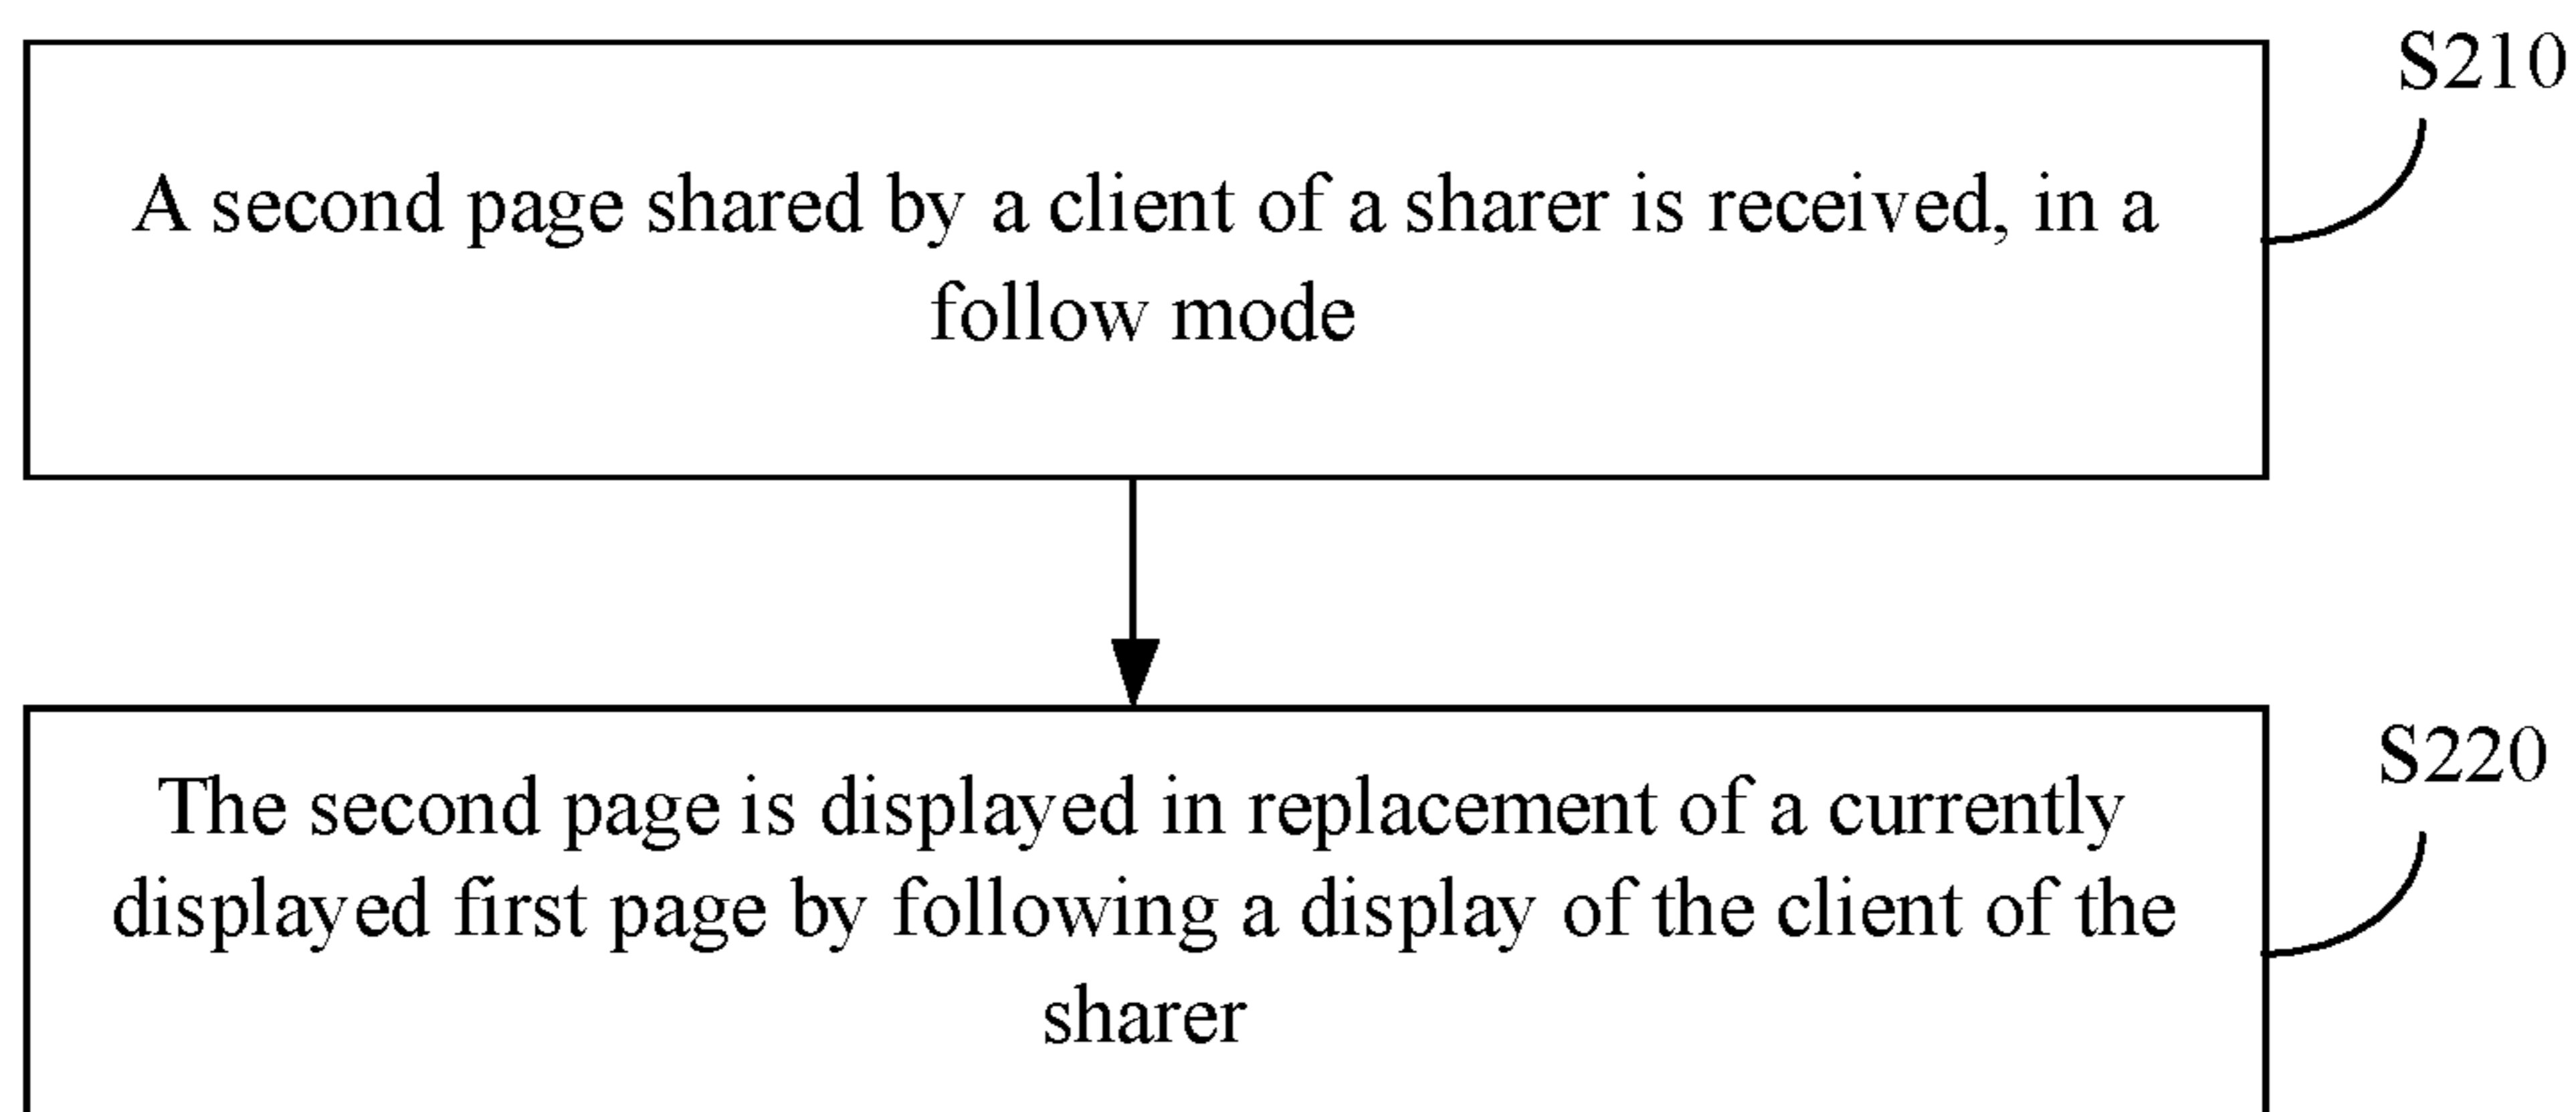 S210
A second page shared by a client of a sharer is received, in a
follow mode
S220
The second page is displayed in replacement of a currently
displayed first page by following a display of the client of the
sharer